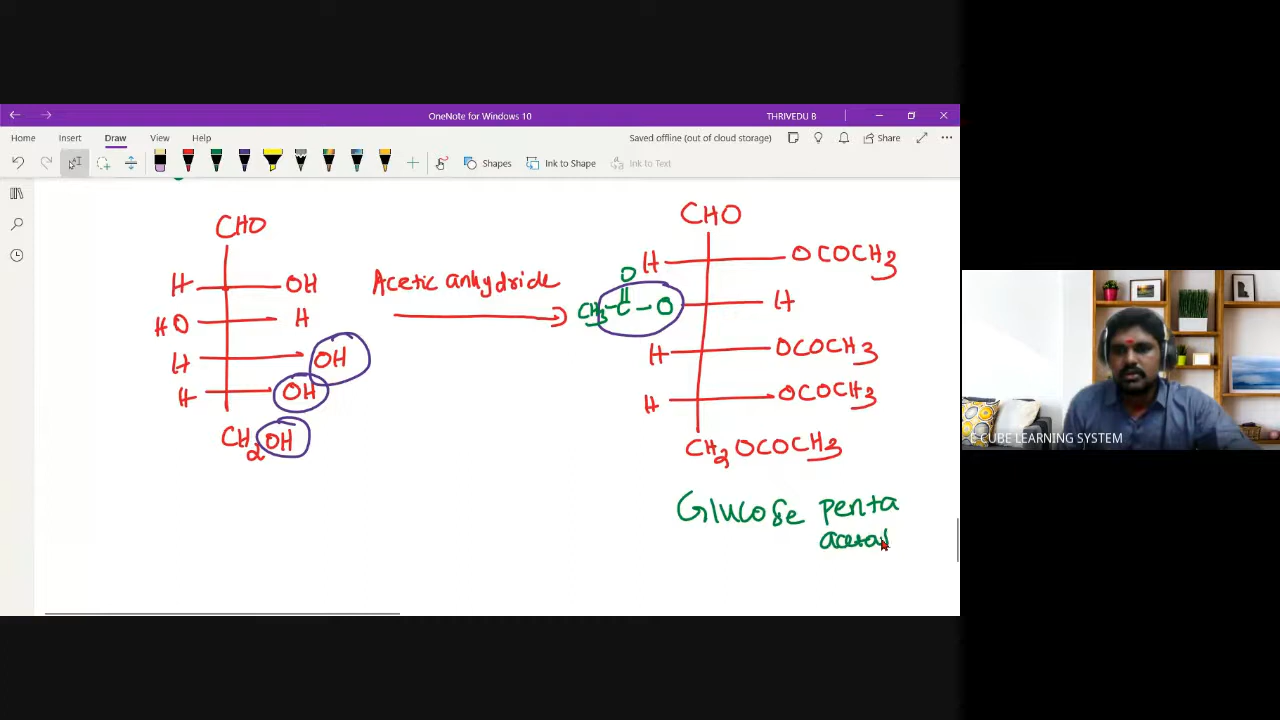 OneNote for Windows 10
THRIVEDU B
Home Insert Draw View Help
Saved offline (out of cloud storage)
Share
Shapes
Ink to Shape
Ink to Text
CHO
H OH
HO H
H OH
H OH
CH2OH
Acetic anhydride
CHO
H OCOCH3
O
CH3-C-O H
H OCOCH3
H OCOCH3
CH2OCOCH3
Glucose penta
acetat
E CUBE LEARNING SYSTEM